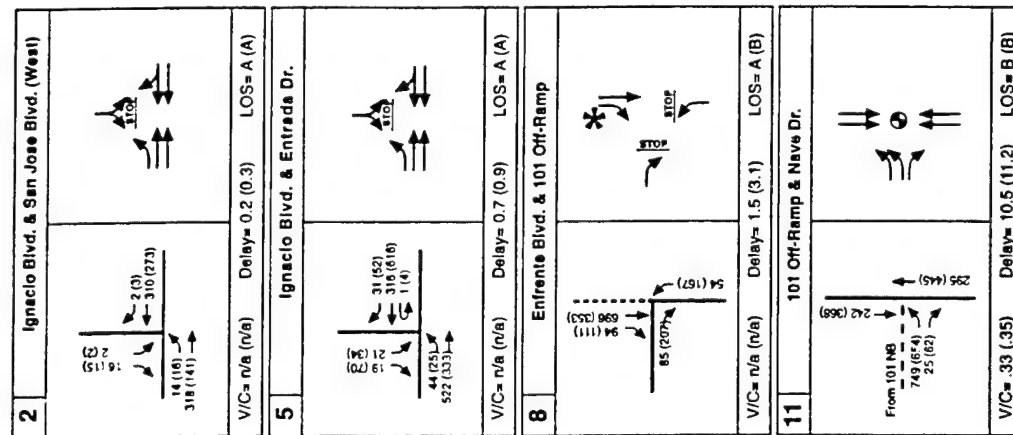 2
Ignacio Blvd. & San Jose Blvd. (West)
16 (15)
2 (2)
2 (3)
310 (273)
14 (16)
318 (141)
STOP
V/C= n/a (n/a) Delay= 0.2 (0.3) LOS= A (A)
5
Ignacio Blvd. & Entrada Dr.
19 (70)
21 (34)
31 (52)
316 (616)
1 (4)
44 (25)
522 (333)
STOP
V/C= n/a (n/a) Delay= 0.7 (0.9) LOS= A (A)
8
Enfrente Blvd. & 101 Off-Ramp
94 (111)
696 (353)
85 (207)
54 (167)
STOP
STOP
V/C= n/a (n/a) Delay= 1.5 (3.1) LOS= A (B)
11
101 Off-Ramp & Nave Dr.
From 101 NB
242 (368)
749 (654)
25 (62)
295 (445)
V/C= .33 (.35) Delay= 10.5 (11.2) LOS= B (B)